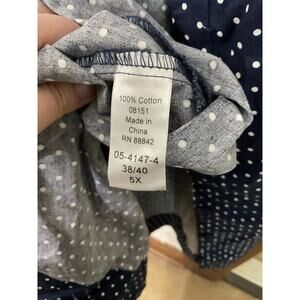 100% Cotton
08151
Made in
China
RN 88842
05-4147-4
38/40
5X